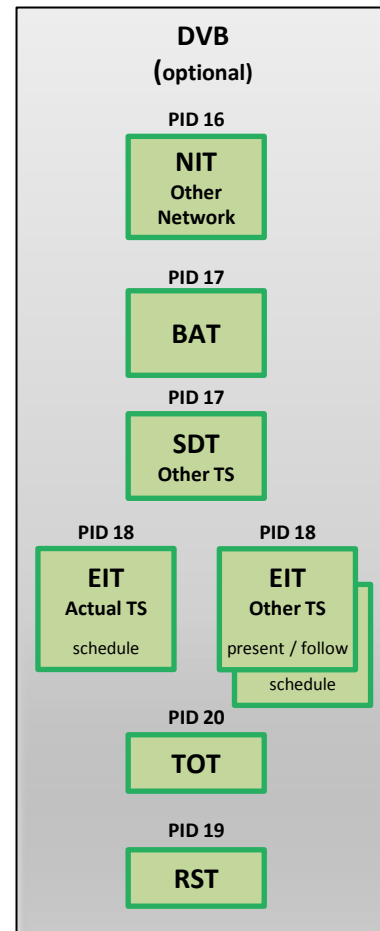 DVB
(optional)
PID 16
NIT
Other
Network
PID 17
BAT
PID 17
SDT
Other TS
PID 18
EIT
Actual TS
schedule
PID 18
EIT
Other TS
present / follow
schedule
PID 20
TOT
PID 19
RST